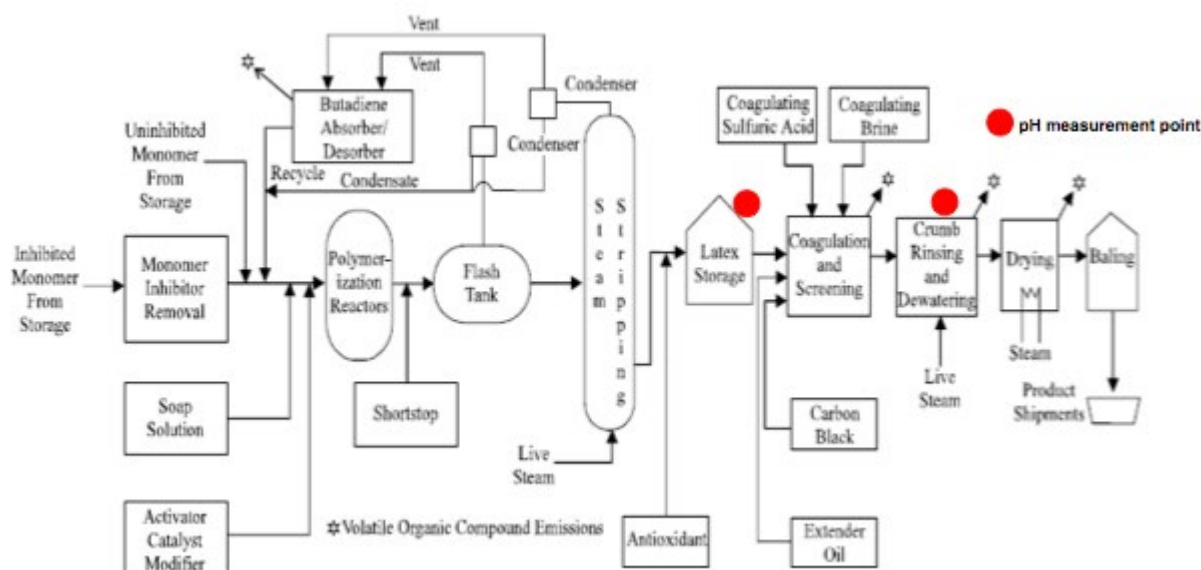 Vent
Vent
Condenser
Butadiene
Absorber/
Desorber
Condenser
Uninhibited
Monomer
From
Storage
Recycle
Condensate
Coagulating
Sulfuric Acid
Coagulating
Brine
pH measurement point
Inhibited
Monomer
From
Storage
Monomer
Inhibitor
Removal
Polymer-
ization
Reactors
Flash
Tank
Steam
Stripping
Latex
Storage
Coagulation
and
Screening
Crumb
Rinsing
and
Dewatering
Drying
Baling
Steam
Live
Steam
Product
Shipments
Soap
Solution
Shortstop
Carbon
Black
Live
Steam
Activator
Catalyst
Modifier
Volatile Organic Compound Emissions
Antioxidant
Extender
Oil